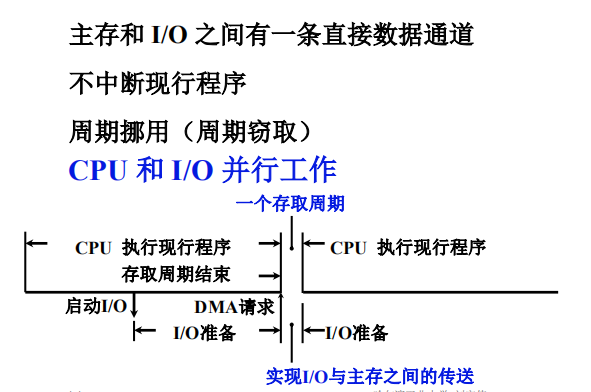 主存和 I/O 之间有一条直接数据通道
不中断现行程序
周期挪用（周期窃取）
CPU 和 I/O 并行工作
一个存取周期
CPU 执行现行程序
CPU 执行现行程序
存取周期结束
启动I/O
DMA请求
I/O准备
I/O准备
实现I/O与主存之间的传送